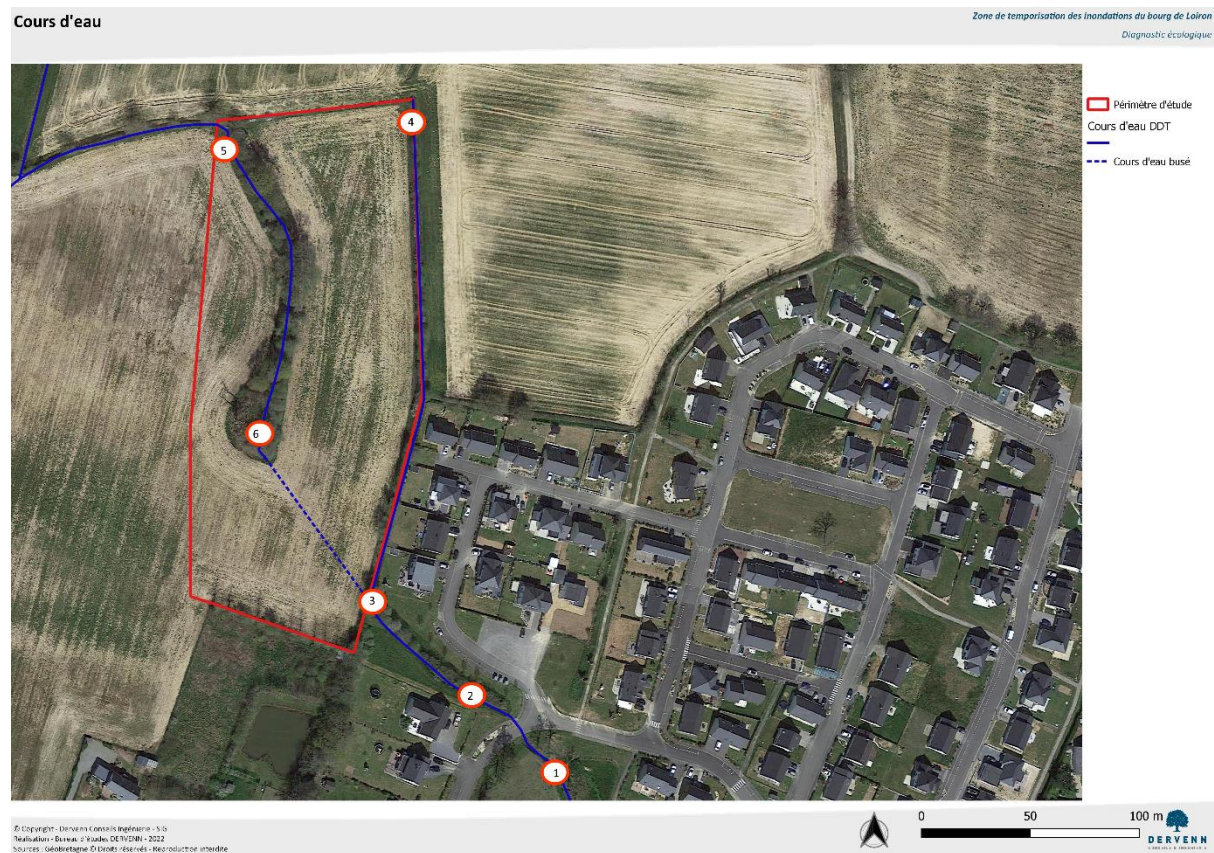 Cours d'eau
Zone de temporisation des inondations du bourg de Loiron
Diagnostic écologique
Périmètre d'étude
Cours d'eau DDT
Cours d'eau busé
4
5
6
3
2
1
© Copyright - Dervenn Conseils Ingénierie - SIG
Réalisation - Bureau d'études DERVENN - 2022
Sources : GéoBretagne © Droits réservés - Reproduction interdite
0 50 100 m
DERVENN